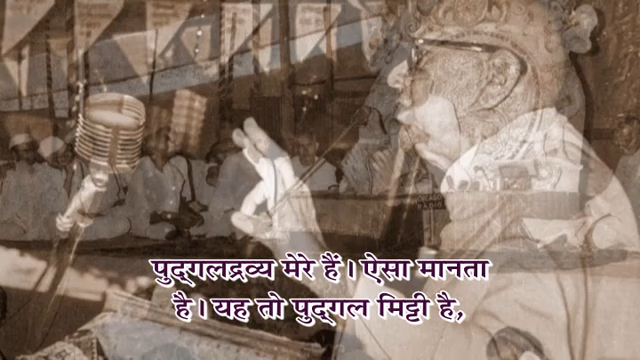 पुद्‌गलद्रव्य मेरे हैं । ऐसा मानता
है । यह तो पुद्‌गल मिट्टी है,